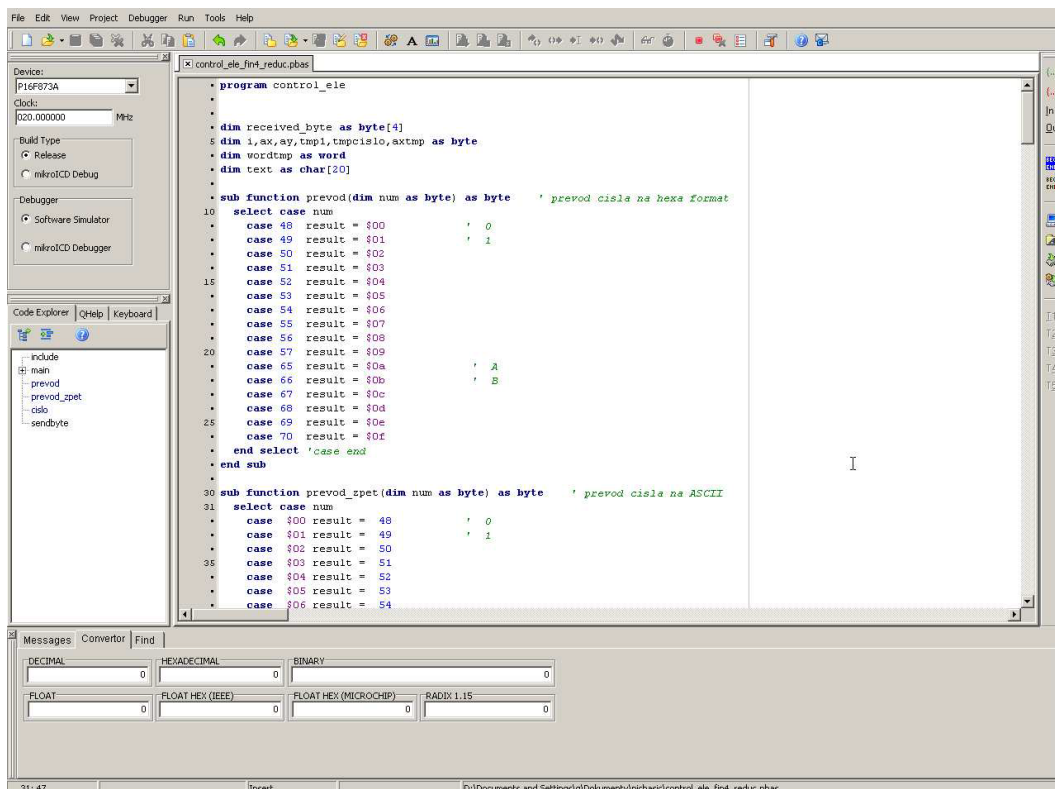 File Edit View Project Debugger Run Tools Help
control_ele_fin4_reduc.pbas
Device:
P16F873A
Clock:
020.000000 MHz
Build Type
Release
mikroICD Debug
Debugger
Software Simulator
mikroICD Debugger
Code Explorer QHelp Keyboard
include
main
prevod
prevod_zpet
cislo
sendbyte
program control_ele
dim received_byte as byte[4]
5 dim i,ax,ay,tmp1,tmpcislo,axtmp as byte
dim wordtmp as word
dim text as char[20]
sub function prevod(dim num as byte) as byte ' prevod cisla na hexa format
10 select case num
case 48 result = $00 ' 0
case 49 result = $01 ' 1
case 50 result = $02
case 51 result = $03
15 case 52 result = $04
case 53 result = $05
case 54 result = $06
case 55 result = $07
case 56 result = $08
20 case 57 result = $09
case 65 result = $0a ' A
case 66 result = $0b ' B
case 67 result = $0c
case 68 result = $0d
25 case 69 result = $0e
case 70 result = $0f
end select 'case end
end sub
30 sub function prevod_zpet(dim num as byte) as byte ' prevod cisla na ASCII
31 select case num
case $00 result = 48 ' 0
case $01 result = 49 ' 1
case $02 result = 50
35 case $03 result = 51
case $04 result = 52
case $05 result = 53
case $06 result = 54
Messages Convertor Find
DECIMAL HEXADECIMAL BINARY
0 0 0
FLOAT FLOAT HEX (IEEE) FLOAT HEX (MICROCHIP) RADIX 1.15
0 0 0 0
31: 47 Insert D:\Documents and Settings\q\Dokumenty\picbasic\control_ele_fin4_reduc.pbas